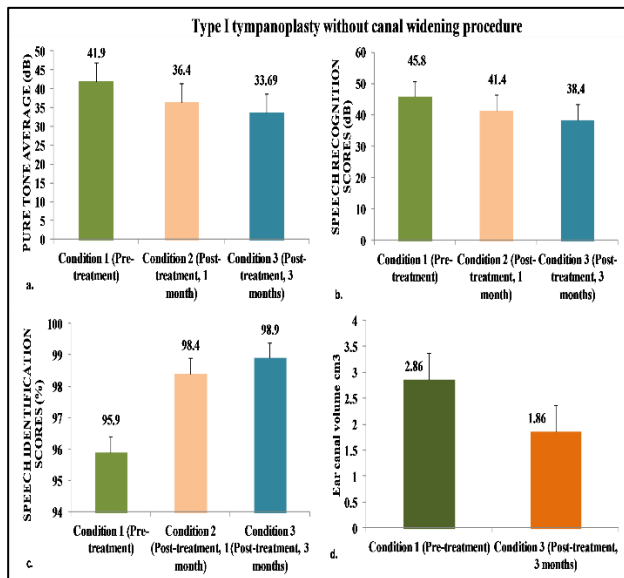 Type I tympanoplasty without canal widening procedure
PURE TONE AVERAGE (dB)
50
45
40
35
30
25
20
15
10
5
0
41.9
36.4
33,69
Condition 1 (Pre-
treatment)
Condition 2 (Post-
treatment, 1
month)
Condition 3 (Post-
treatment, 3
months)
a.
SPEECH RECOGNITION
SCORES (dB)
60
50
40
30
20
10
0
45.8
41.4
38.4
Condition 1 (Pre-
treatment)
Condition 2 (Post-
treatment, 1
month)
Condition 3 (Post-
treatment, 3
months)
b.
SPEECH IDENTIFICATION
SCORES (%)
100
99
98
97
96
95
94
95.9
98.4
98.9
Condition 1 (Pre-
treatment)
Condition 2
(Post-treatment, 1
month)
Condition 3
(Post-treatment, 3
months)
c.
Ear canal volume cm3
4
3.5
3
2.5
2
1.5
1
0.5
0
2.86
1.86
Condition 1 (Pre-treatment)
Condition 3 (Post-treatment,
3 months)
d.